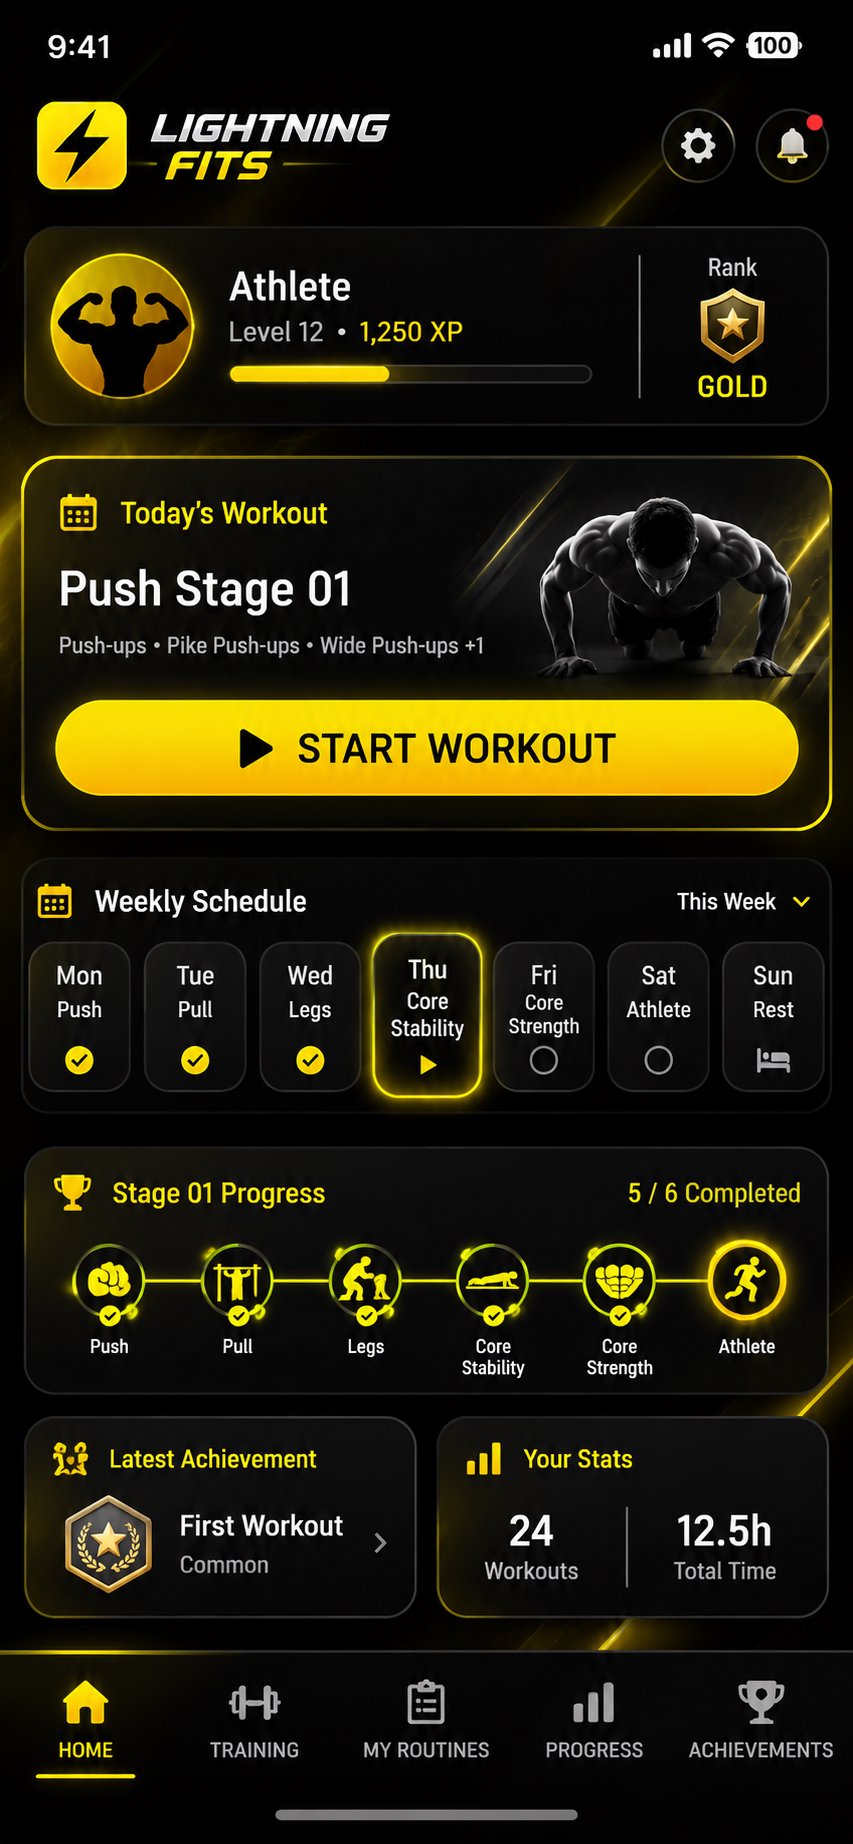 9:41
100
LIGHTNING
FITS
Athlete
Level 12 • 1,250 XP
Rank
GOLD
Today's Workout
Push Stage 01
Push-ups • Pike Push-ups • Wide Push-ups +1
START WORKOUT
Weekly Schedule
This Week
Mon
Push
Tue
Pull
Wed
Legs
Thu
Core
Stability
Fri
Core
Strength
Sat
Athlete
Sun
Rest
Stage 01 Progress
5 / 6 Completed
Push
Pull
Legs
Core
Stability
Core
Strength
Athlete
Latest Achievement
First Workout
Common
Your Stats
24
Workouts
12.5h
Total Time
HOME
TRAINING
MY ROUTINES
PROGRESS
ACHIEVEMENTS